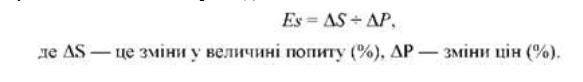 Es = ΔS ÷ ΔP,
де ΔS — це зміни у величині попиту (%), ΔP — зміни цін (%).